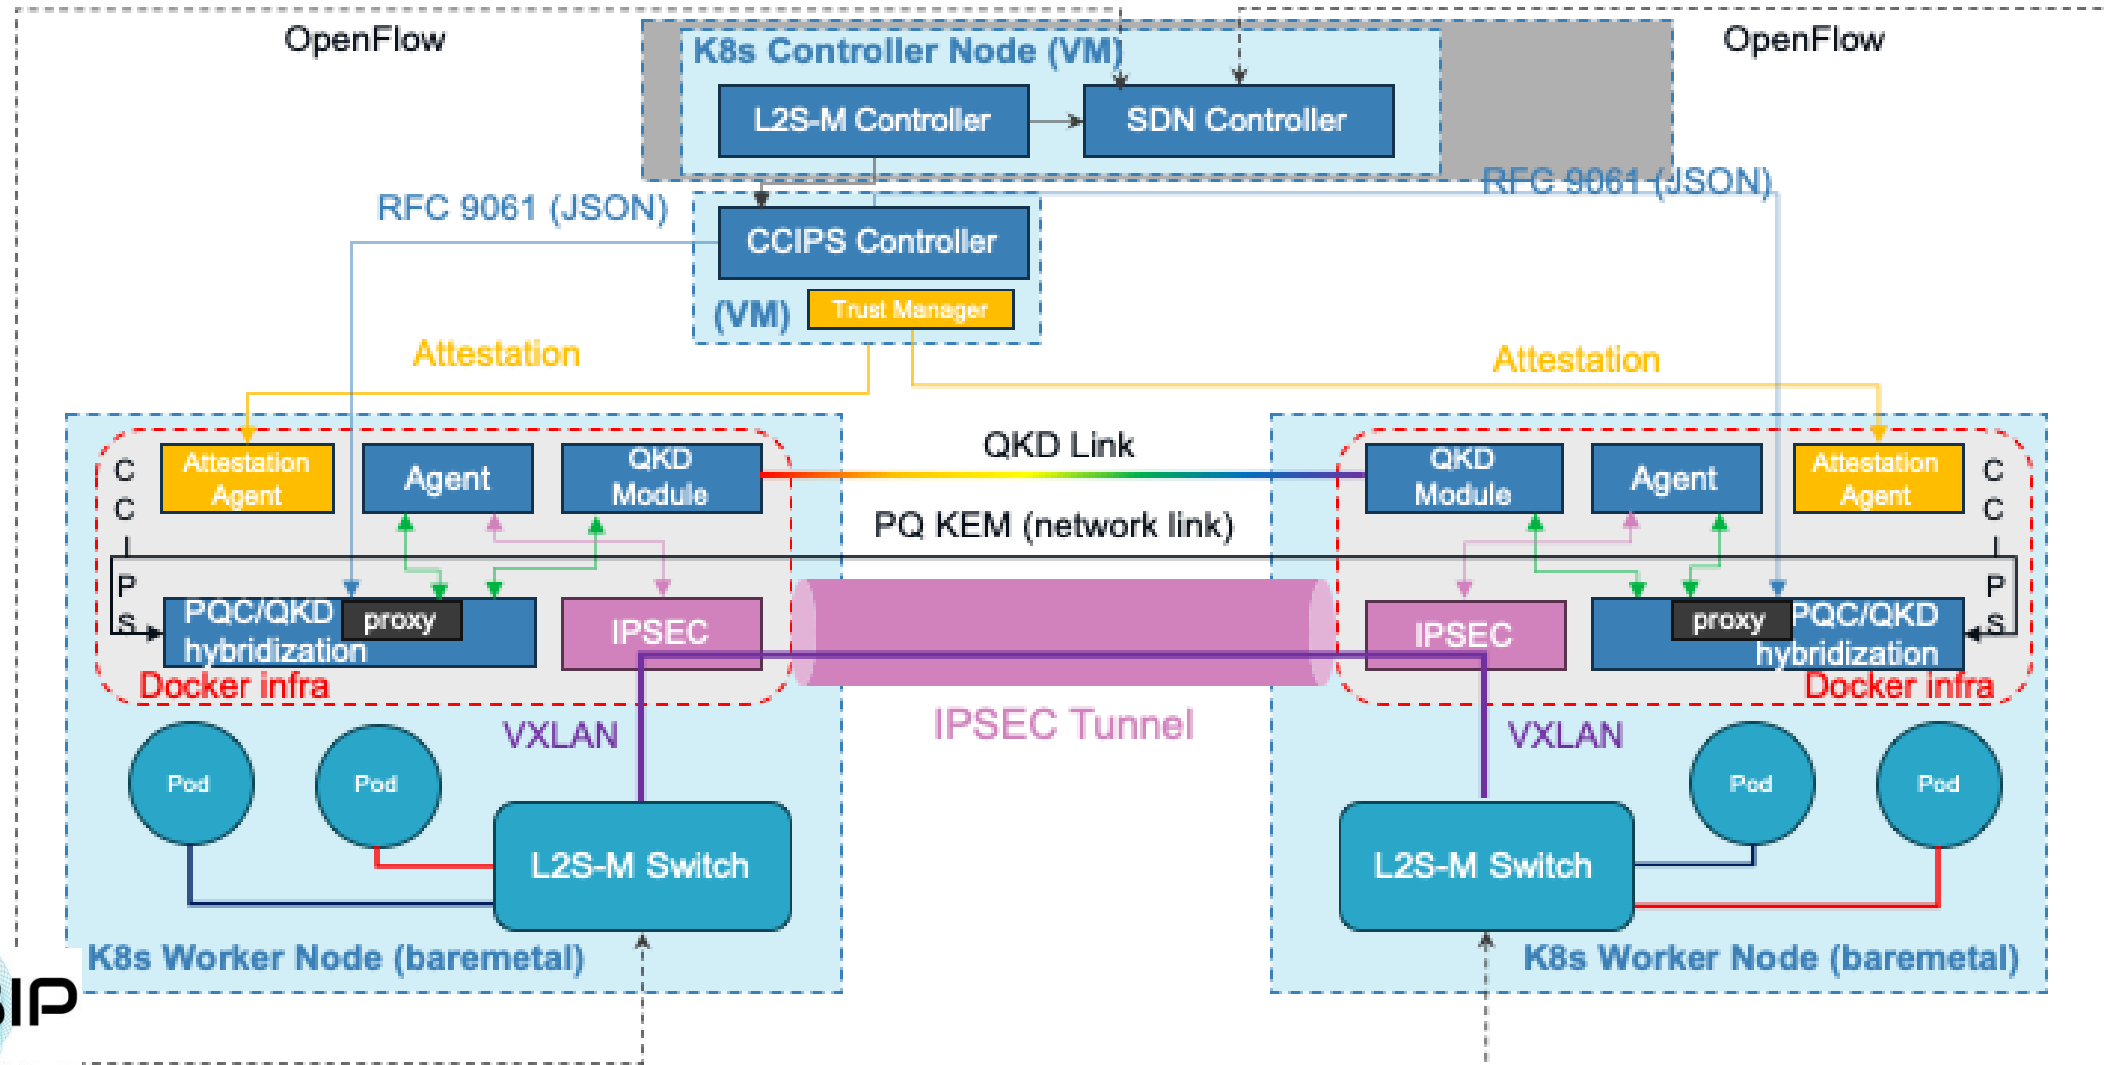 OpenFlow
OpenFlow
K8s Controller Node (VM)
L2S-M Controller
SDN Controller
RFC 9061 (JSON)
RFC 9061 (JSON)
CCIPS Controller
(VM)
Trust Manager
Attestation
Attestation
C
C
I
P
S
Attestation
Agent
Agent
QKD
Module
QKD Link
PQ KEM (network link)
QKD
Module
Agent
Attestation
Agent
C
C
I
P
S
PQC/QKD
hybridization
proxy
IPSEC
IPSEC
proxy
PQC/QKD
hybridization
Docker infra
Docker infra
VXLAN
IPSEC Tunnel
VXLAN
Pod
Pod
L2S-M Switch
L2S-M Switch
Pod
Pod
K8s Worker Node (baremetal)
K8s Worker Node (baremetal)